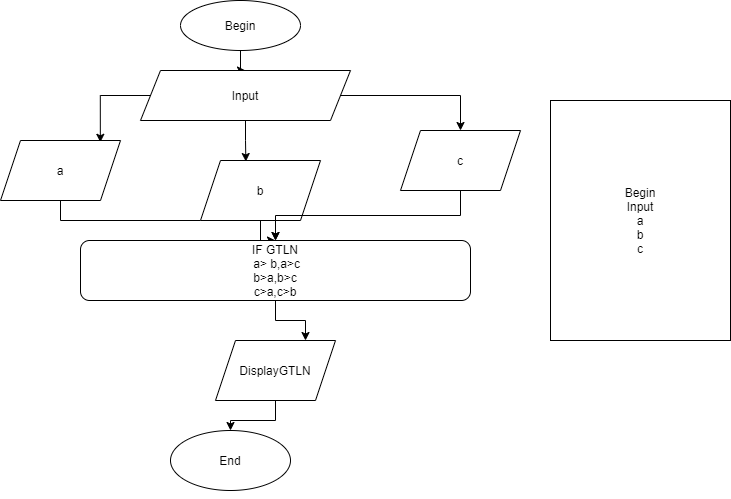 Begin
Input
a
b
c
IF GTLN
a> b,a>c
b>a,b>c
c>a,c>b
DisplayGTLN
End
Begin
Input
a
b
c